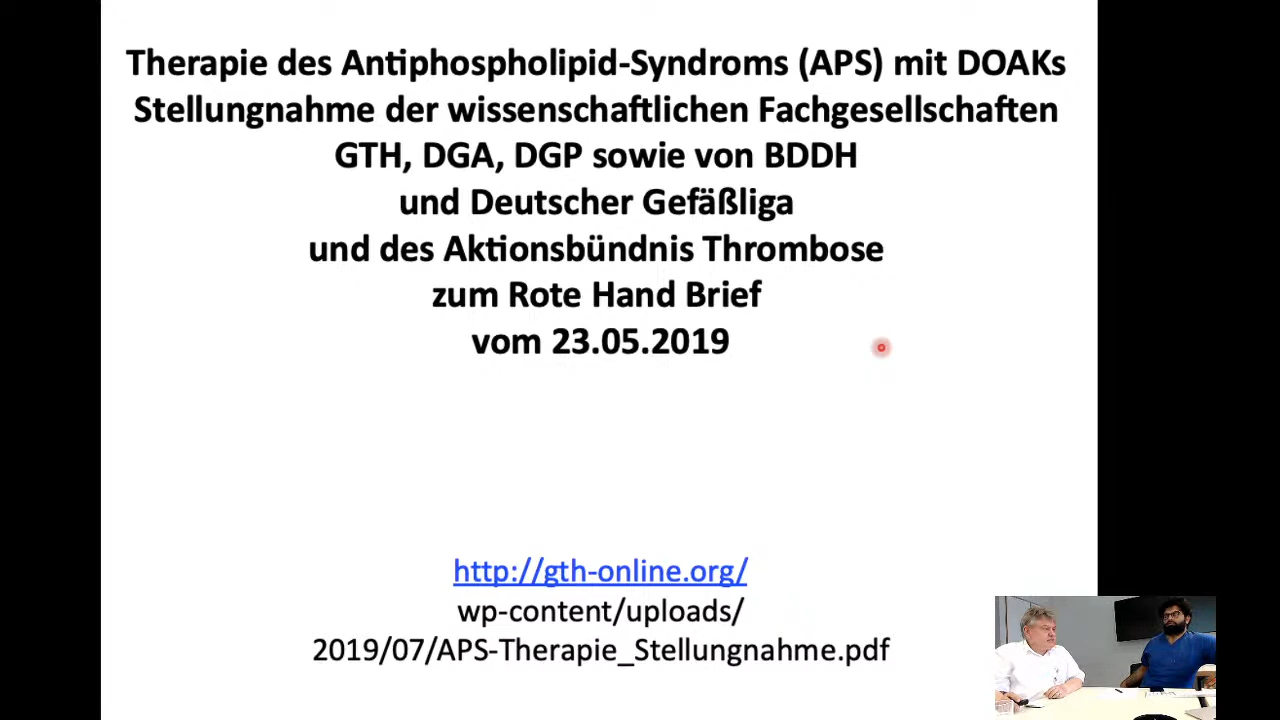 Therapie des Antiphospholipid-Syndroms (APS) mit DOAKs
Stellungnahme der wissenschaftlichen Fachgesellschaften
GTH, DGA, DGP sowie von BDDH
und Deutscher Gefäßliga
und des Aktionsbündnis Thrombose
zum Rote Hand Brief
vom 23.05.2019
http://gth-online.org/
wp-content/uploads/
2019/07/APS-Therapie_Stellungnahme.pdf